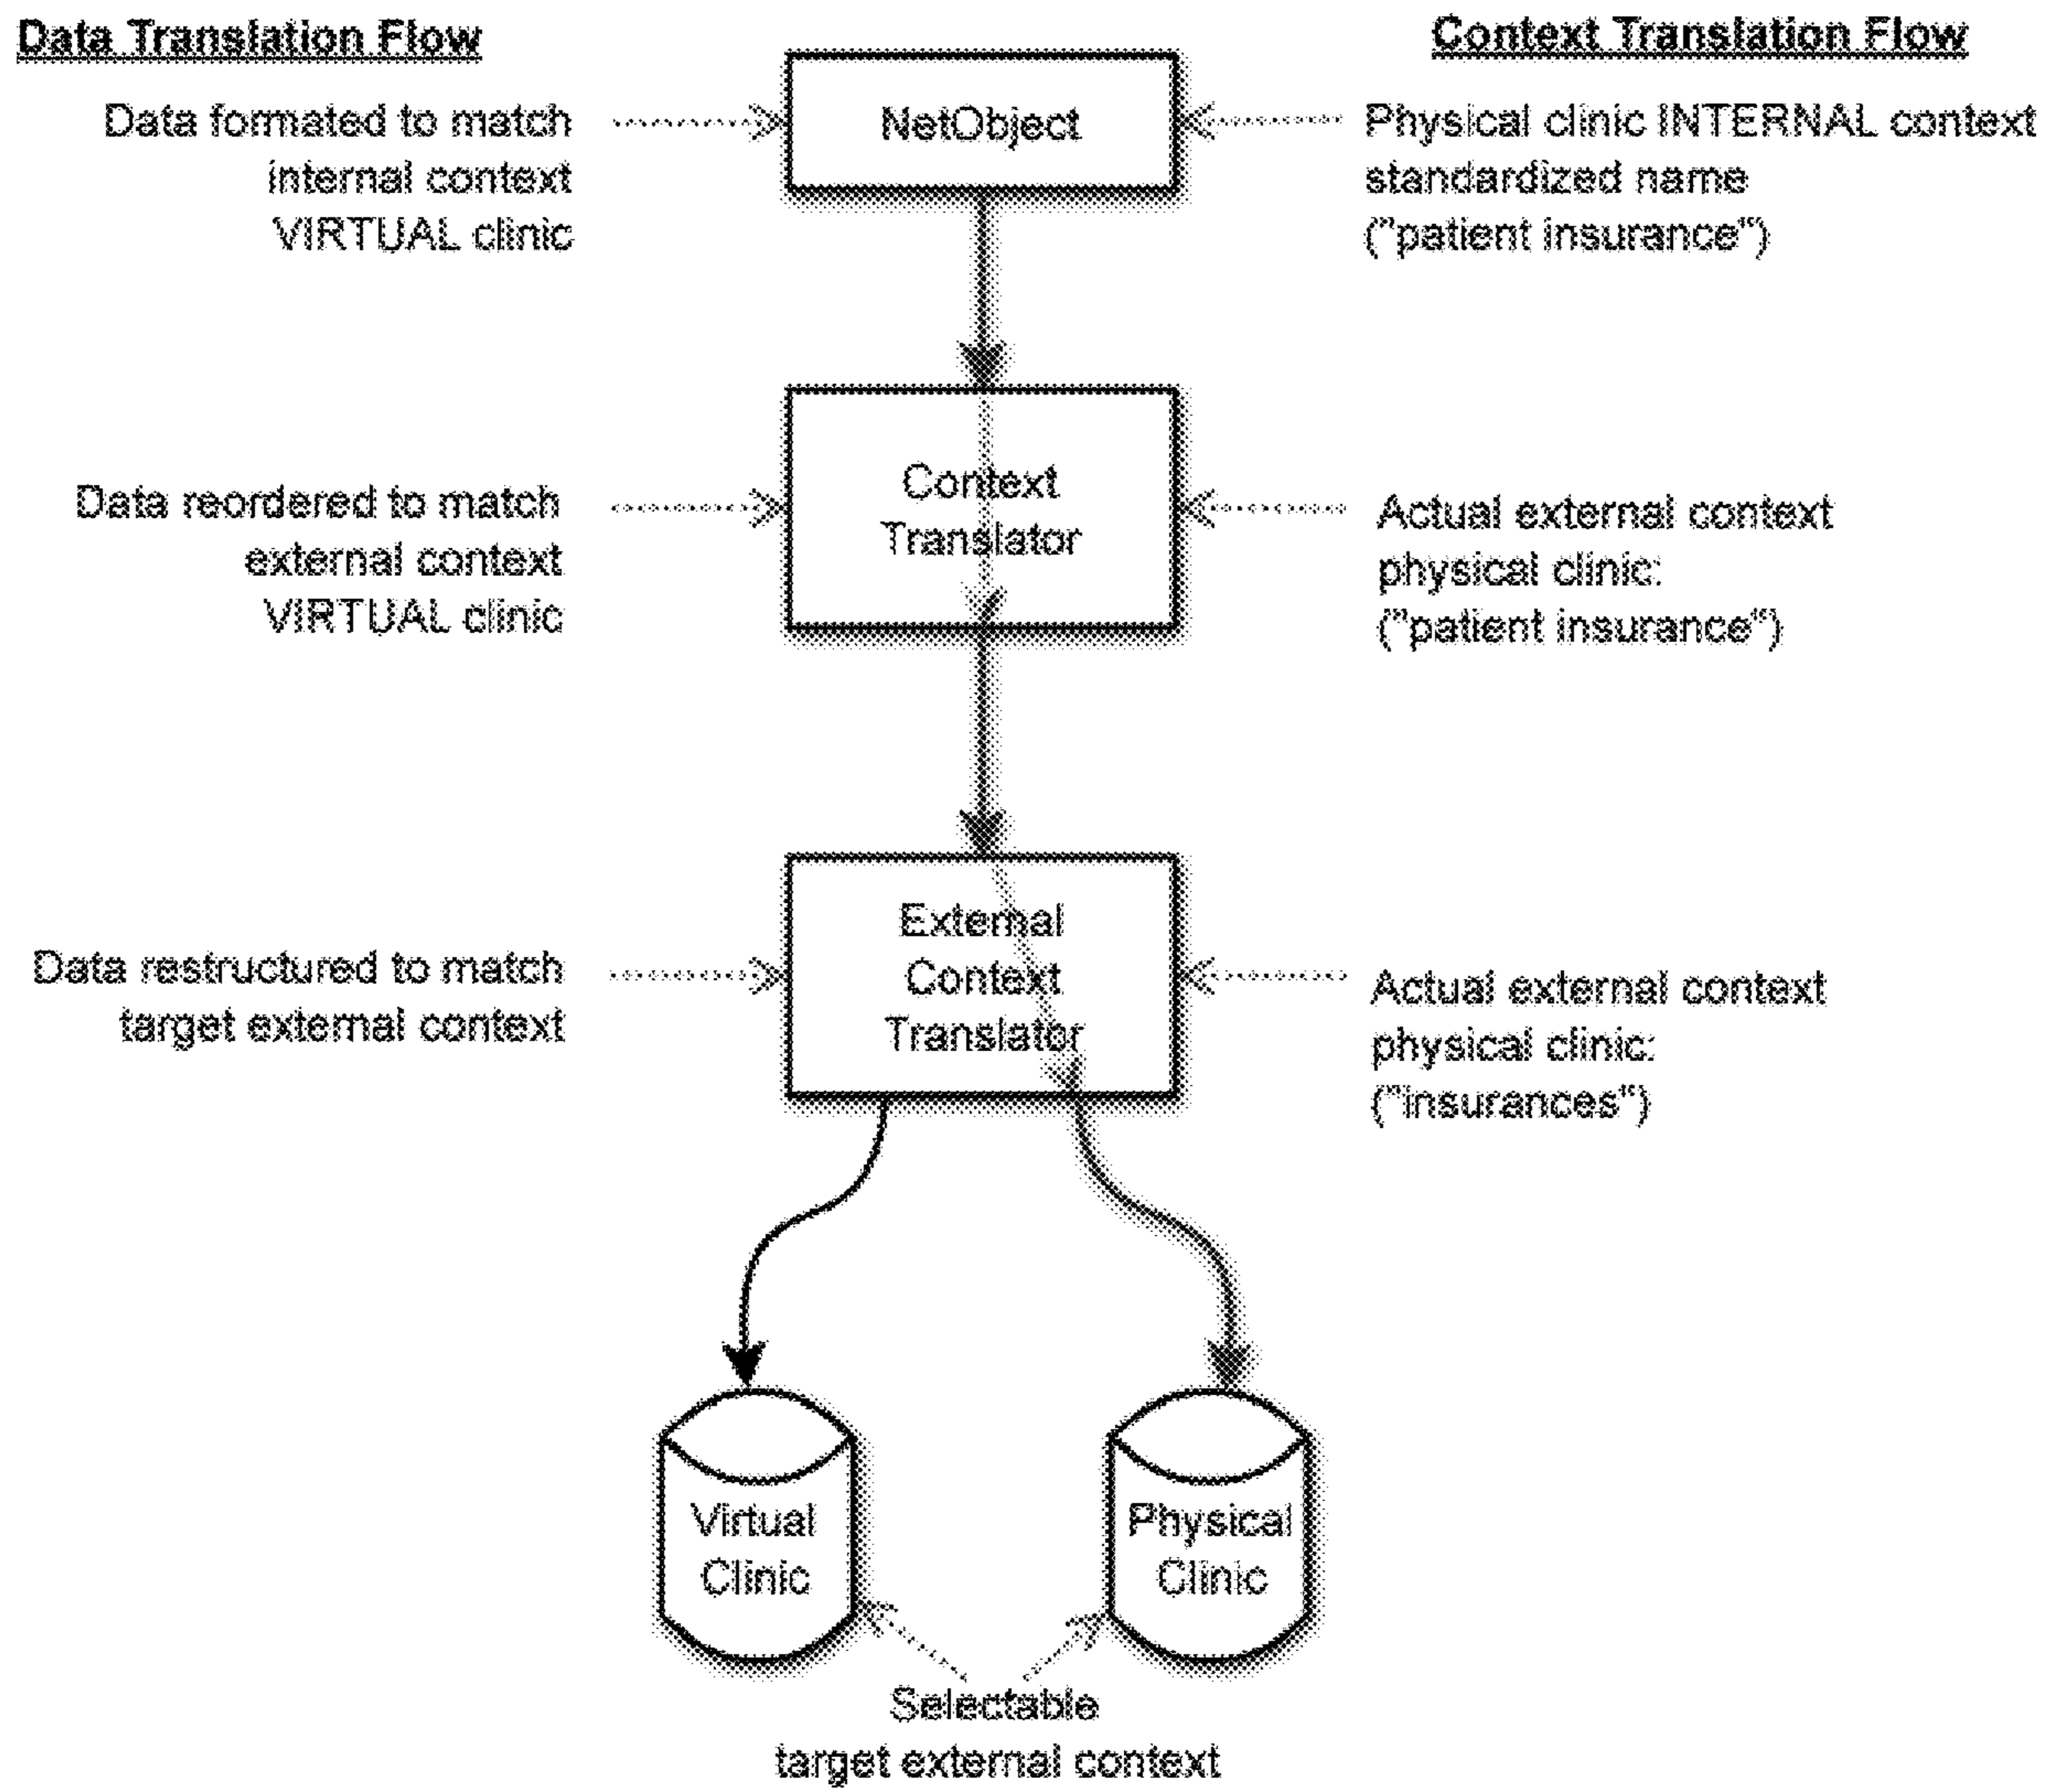 Data Translation Flow
Context Translation Flow
Data formated to match
internal context
VIRTUAL clinic
NetObject
Physical clinic INTERNAL context
standardized name
("patient insurance")
Data reordered to match
external context
VIRTUAL clinic
Context
Translator
Actual external context
physical clinic:
("patient insurance")
Data restructured to match
target external context
External
Context
Translator
Actual external context
physical clinic:
("insurances")
Virtual
Clinic
Physical
Clinic
Selectable
target external context